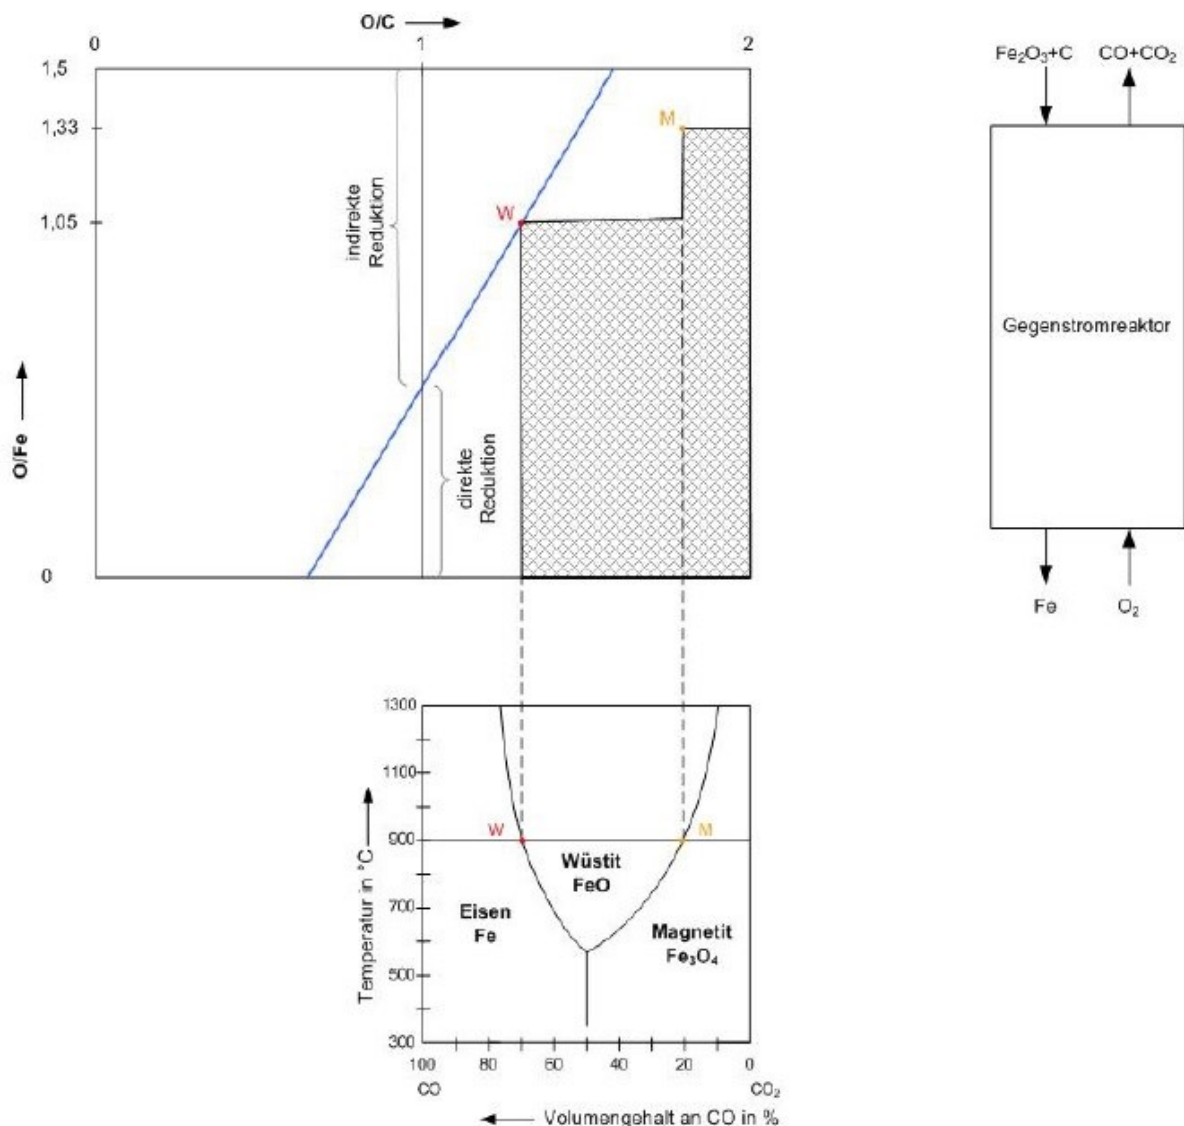 O/C
0
1
2
1,5
1,33
1,05
0
O/Fe
indirekte
Reduktion
direkte
Reduktion
W
M
Fe₂O₃+C
CO+CO₂
Gegenstromreaktor
Fe
O₂
Temperatur in °C
1300
1100
900
700
500
300
W
M
Wüstit
FeO
Eisen
Fe
Magnetit
Fe₃O₄
100
80
60
40
20
0
CO
CO₂
Volumengehalt an CO in %